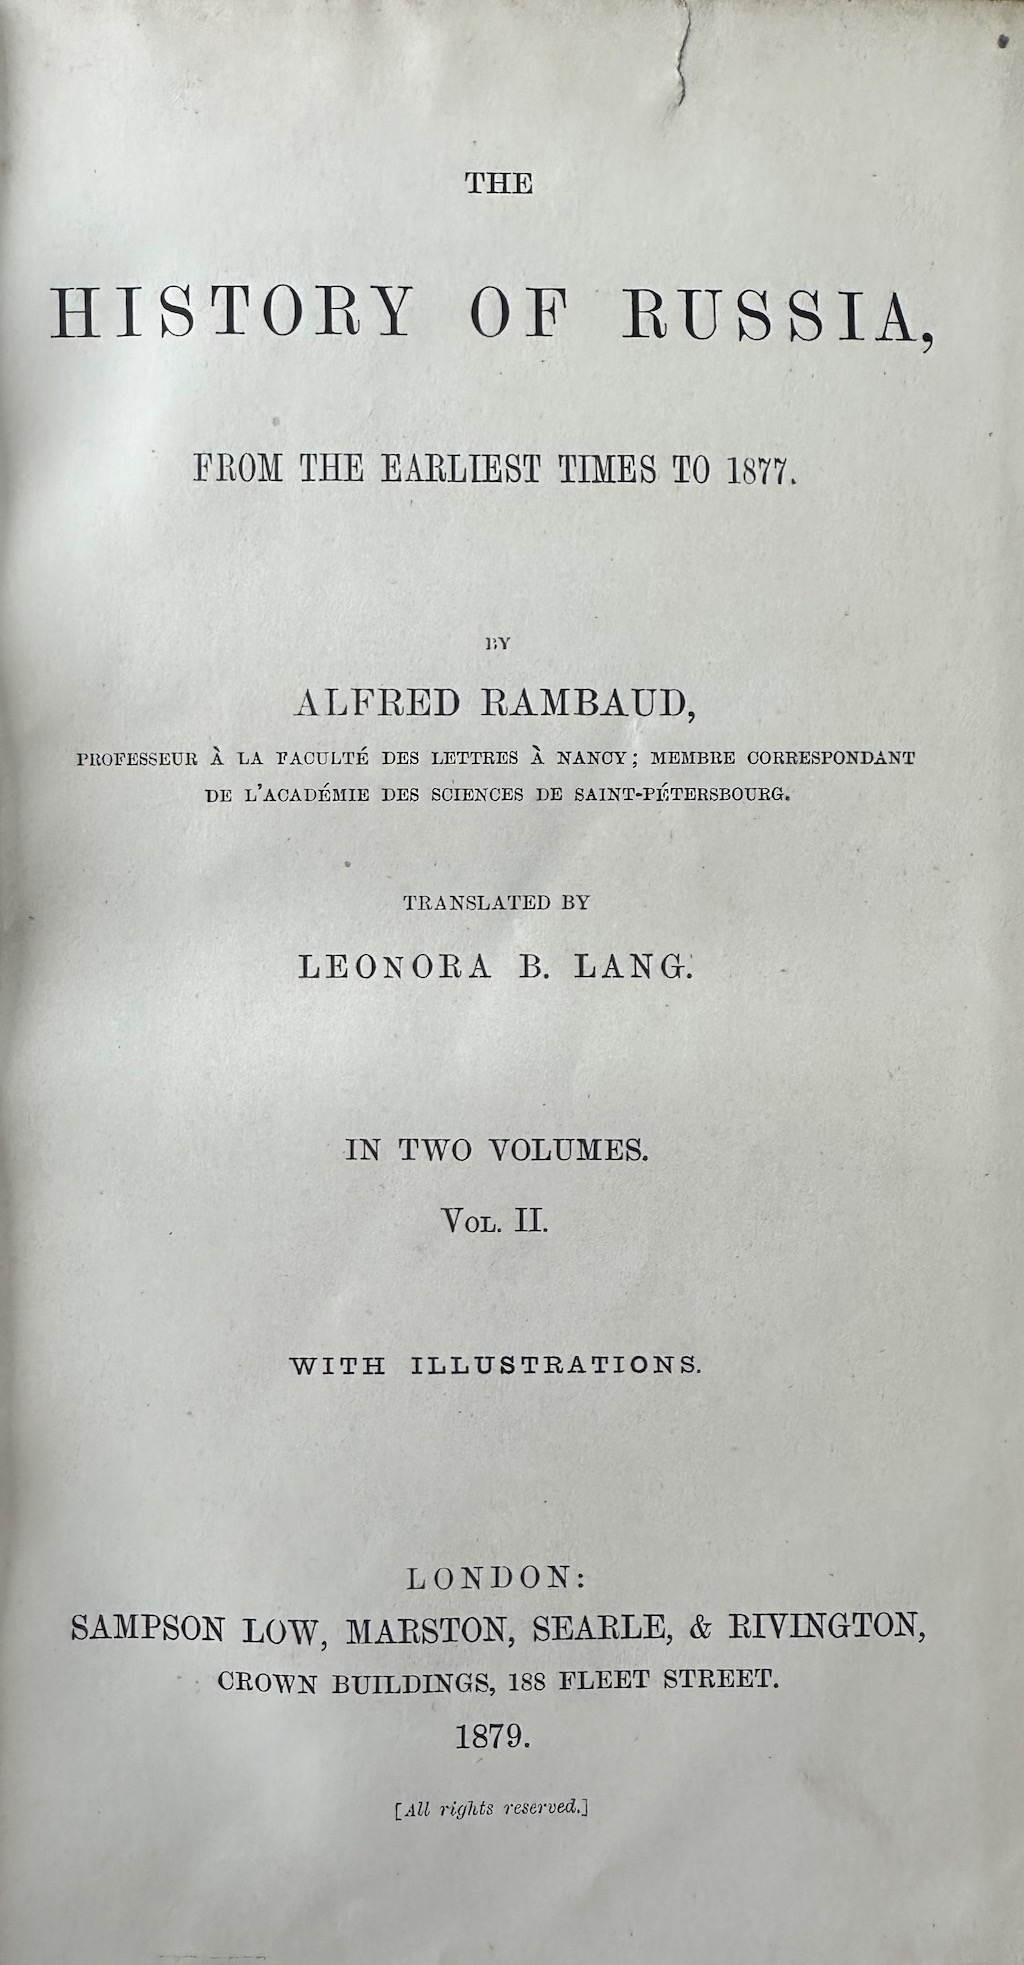 THE
HISTORY OF RUSSIA,
FROM THE EARLIEST TIMES TO 1877.
BY
ALFRED RAMBAUD,
PROFESSEUR À LA FACULTÉ DES LETTRES À NANCY; MEMBRE CORRESPONDANT
DE L'ACADÉMIE DES SCIENCES DE SAINT-PÉTERSBOURG.
TRANSLATED BY
LEONORA B. LANG.
IN TWO VOLUMES.
VOL. II.
WITH ILLUSTRATIONS.
LONDON:
SAMPSON LOW, MARSTON, SEARLE, & RIVINGTON,
CROWN BUILDINGS, 188 FLEET STREET.
1879.
[All rights reserved.]